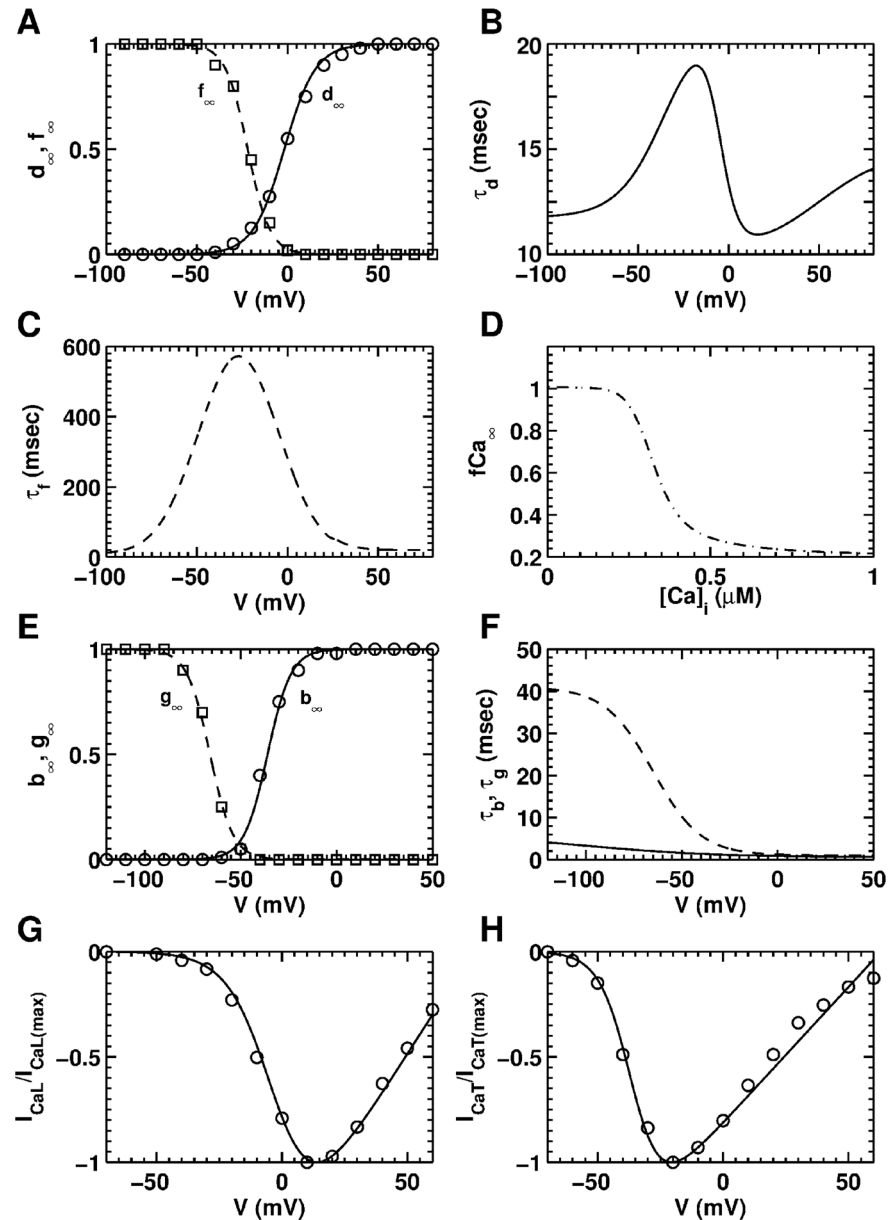 A
1
0.5
0
d∞, f∞
f∞
d∞
−100
−50
0
50
V (mV)
B
20
15
10
τd (msec)
−100
−50
0
50
V (mV)
C
600
400
200
0
τf (msec)
−100
−50
0
50
V (mV)
D
1
0.8
0.6
0.4
0.2
fCa∞
0
0.5
1
[Ca]i (μM)
E
1
0.5
0
b∞, g∞
g∞
b∞
−100
−50
0
50
V (mV)
F
50
40
30
20
10
0
τb, τg (msec)
−100
−50
0
50
V (mV)
G
0
−0.5
−1
ICaL/ICaL(max)
−50
0
50
V (mV)
H
0
−0.5
−1
ICaT/ICaT(max)
−50
0
50
V (mV)